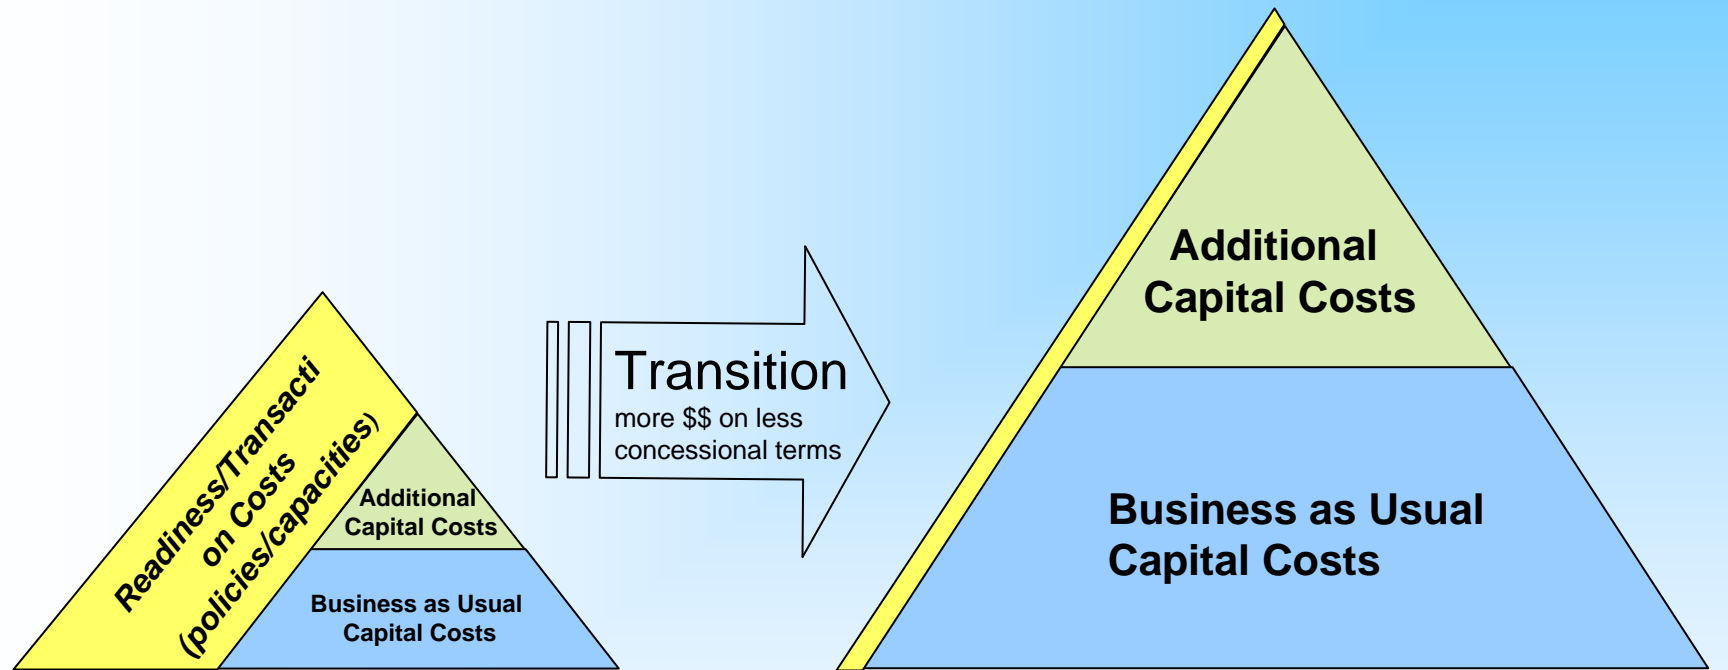 Readiness/Transacti
on Costs
(policies/capacities)
Additional
Capital Costs
Business as Usual
Capital Costs
Transition
more $$ on less
concessional terms
Additional
Capital Costs
Business as Usual
Capital Costs